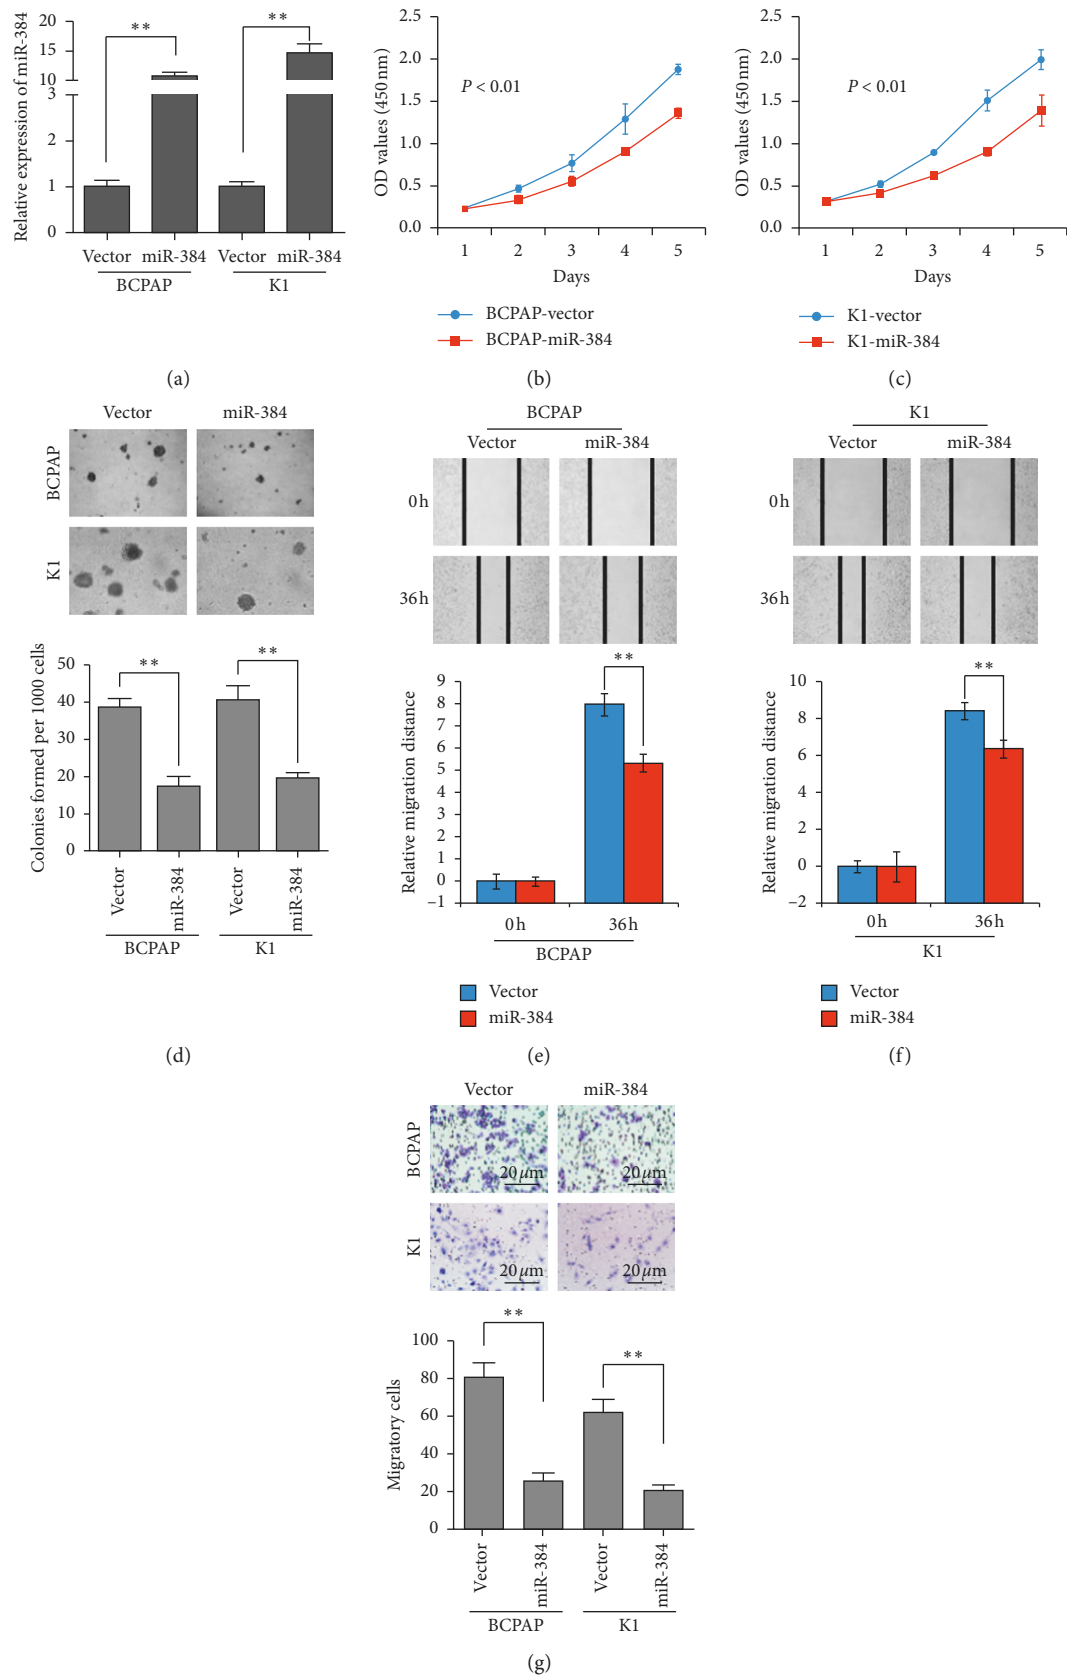 Relative expression of miR-384
20
15
10
3
2
1
0
**
**
Vector miR-384 Vector miR-384
BCPAP K1
(a)
OD values (450 nm)
2.5
2.0
1.5
1.0
0.5
0.0
P < 0.01
1 2 3 4 5
Days
BCPAP-vector
BCPAP-miR-384
(b)
OD values (450 nm)
2.5
2.0
1.5
1.0
0.5
0.0
P < 0.01
1 2 3 4 5
Days
K1-vector
K1-miR-384
(c)
Vector miR-384
BCPAP
K1
Colonies formed per 1000 cells
50
40
30
20
10
0
**
**
Vector miR-384 Vector miR-384
BCPAP K1
(d)
BCPAP
Vector miR-384
0 h
36 h
Relative migration distance
9
8
7
6
5
4
3
2
1
0
−1
**
0 h 36 h
BCPAP
Vector
miR-384
(e)
K1
Vector miR-384
0 h
36 h
Relative migration distance
10
8
6
4
2
0
−2
**
0 h 36 h
K1
Vector
miR-384
(f)
Vector miR-384
BCPAP
20 μm 20 μm
K1
20 μm 20 μm
Migratory cells
100
80
60
40
20
0
**
**
Vector miR-384 Vector miR-384
BCPAP K1
(g)